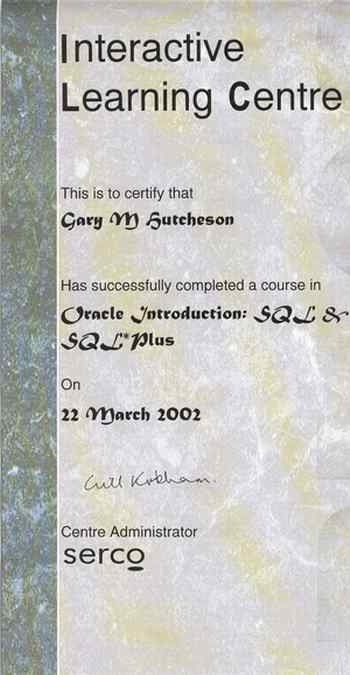 Interactive
Learning Centre
This is to certify that
Gary M Hutcheson
Has successfully completed a course in
Oracle Introduction: SQL &
SQL*Plus
On
22 March 2002
Centre Administrator
serco